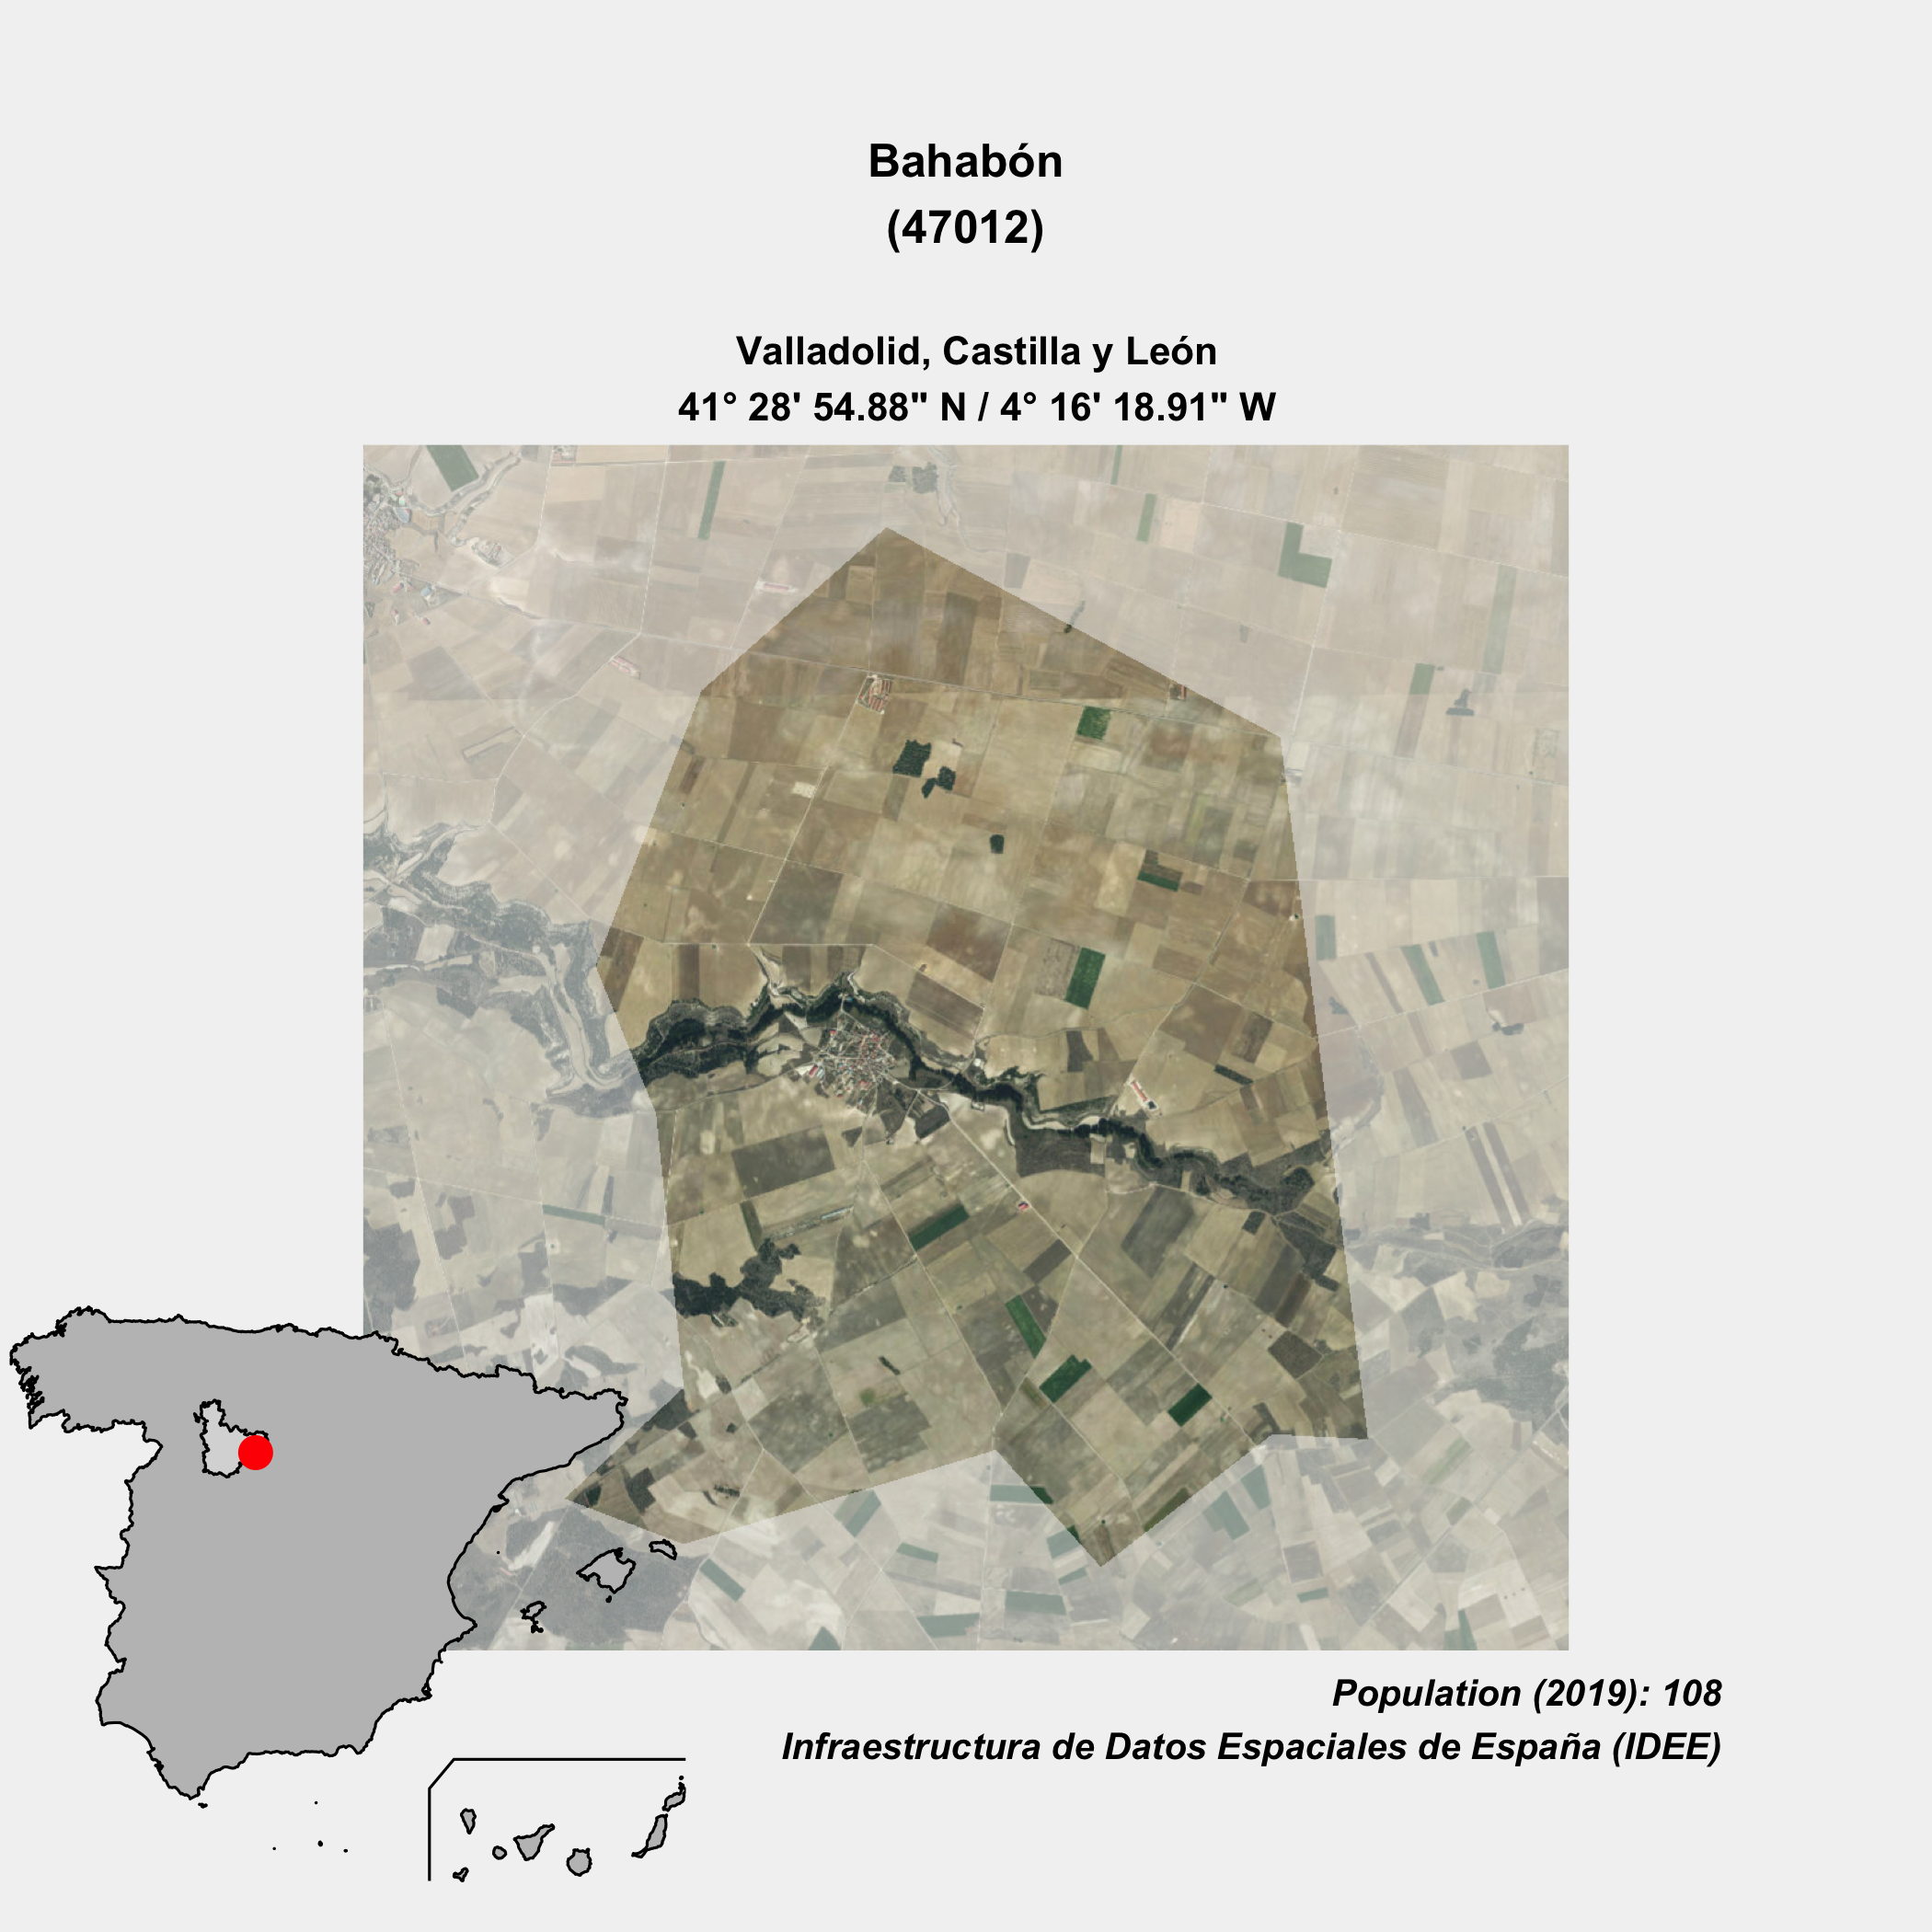 Bahabón
(47012)
Valladolid, Castilla y León
41° 28' 54.88" N / 4° 16' 18.91" W
Population (2019): 108
Infraestructura de Datos Espaciales de España (IDEE)